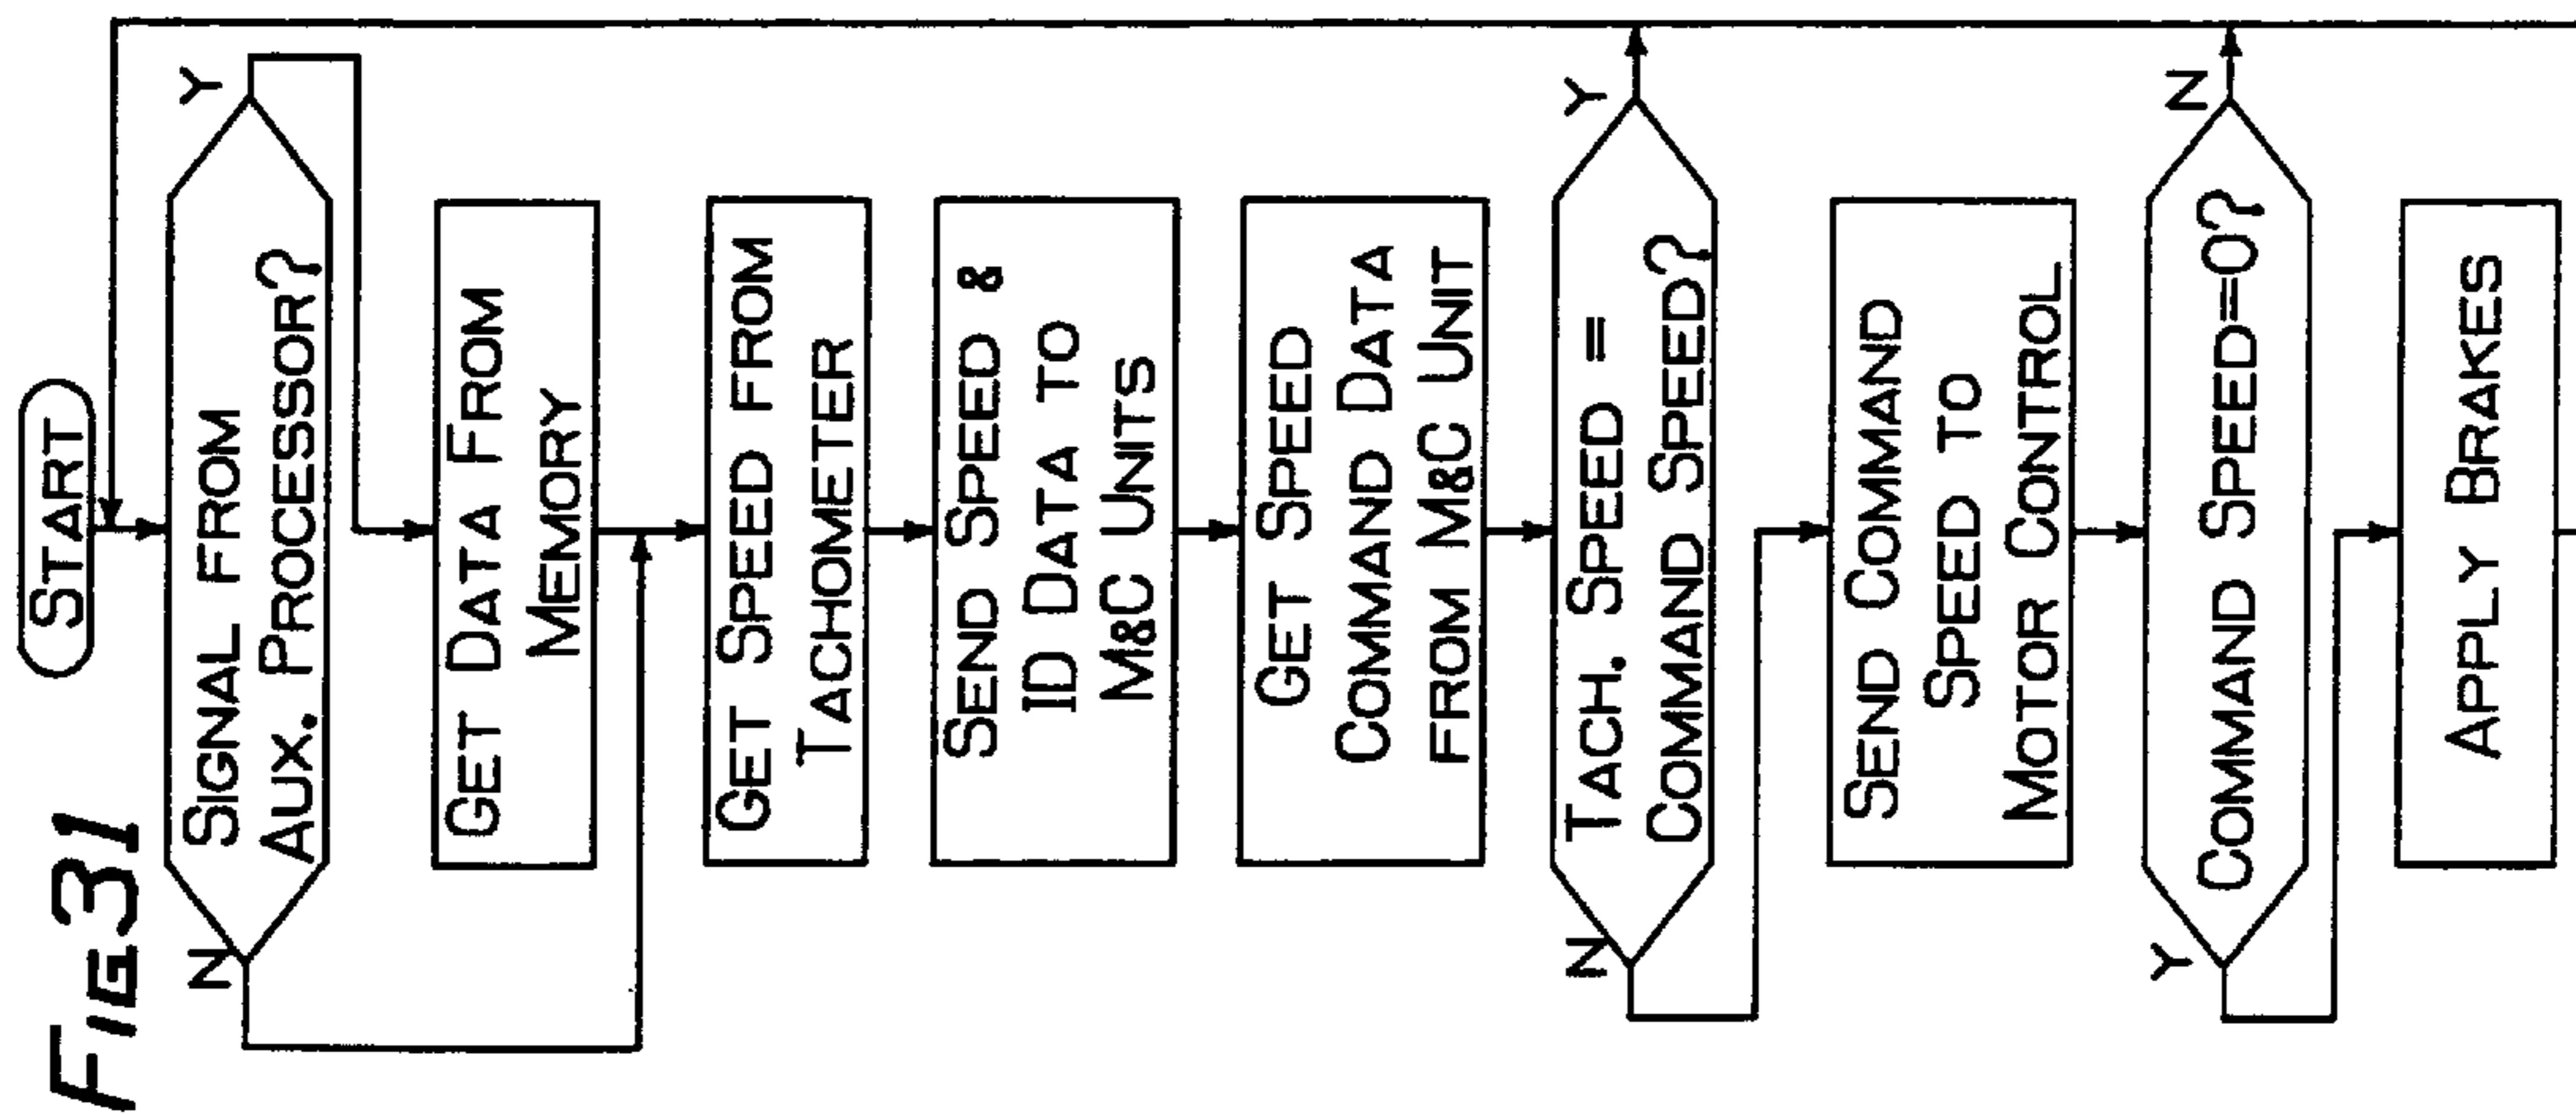 FIG 31
START
SIGNAL FROM
AUX. PROCESSOR?
N
Y
GET DATA FROM
MEMORY
GET SPEED FROM
TACHOMETER
SEND SPEED &
ID DATA TO
M&C UNITS
GET SPEED
COMMAND DATA
FROM M&C UNIT
TACH. SPEED =
COMMAND SPEED?
N
Y
SEND COMMAND
SPEED TO
MOTOR CONTROL
COMMAND SPEED=0?
Y
N
APPLY BRAKES